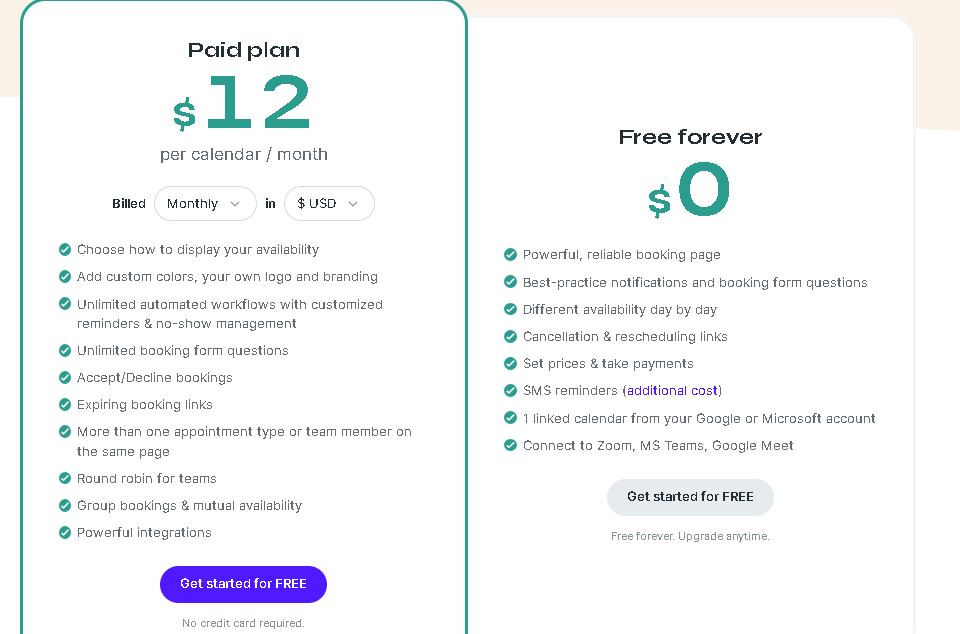 Paid plan
$12
per calendar / month
Billed Monthly in $ USD
Choose how to display your availability
Add custom colors, your own logo and branding
Unlimited automated workflows with customized
reminders & no-show management
Unlimited booking form questions
Accept/Decline bookings
Expiring booking links
More than one appointment type or team member on
the same page
Round robin for teams
Group bookings & mutual availability
Powerful integrations
Get started for FREE
No credit card required.
Free forever
$0
Powerful, reliable booking page
Best-practice notifications and booking form questions
Different availability day by day
Cancellation & rescheduling links
Set prices & take payments
SMS reminders (additional cost)
1 linked calendar from your Google or Microsoft account
Connect to Zoom, MS Teams, Google Meet
Get started for FREE
Free forever. Upgrade anytime.